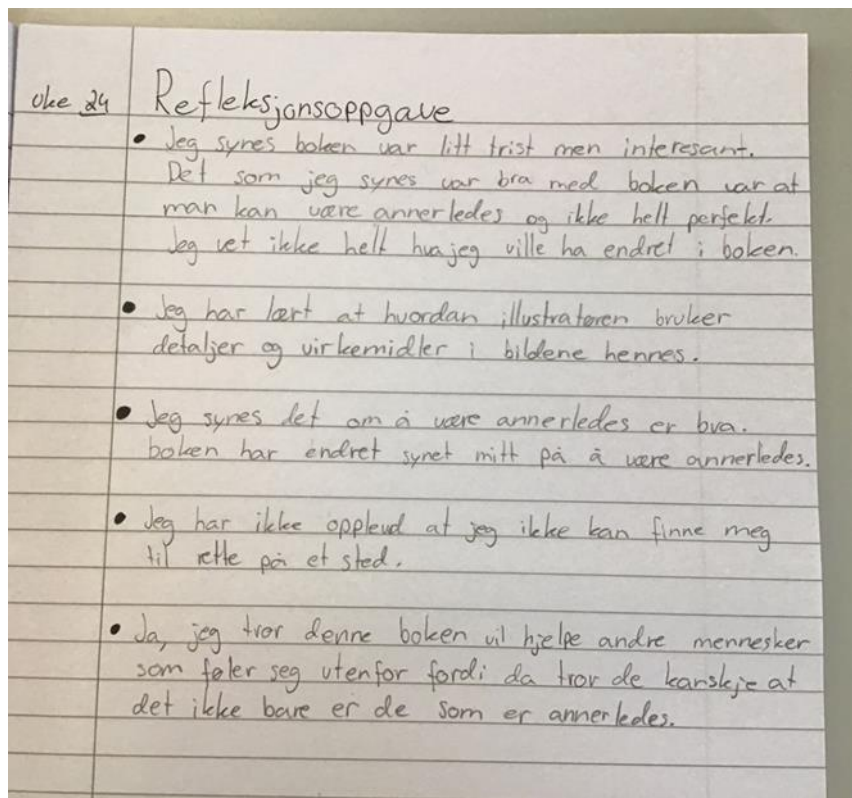 Uke 24
Refleksjonsoppgave
• Jeg synes boken var litt trist men interesant.
Det som jeg synes var bra med boken var at
man kan være annerledes og ikke helt perfekt.
Jeg vet ikke helt hva jeg ville ha endret i boken.
• Jeg har lært at hvordan illustratøren bruker
detaljer og virkemidler i bildene hennes.
• Jeg synes det om å være annerledes er bra.
boken har endret synet mitt på å være annerledes.
• Jeg har ikke opplevd at jeg ikke kan finne meg
til rette på et sted.
• Ja, jeg tror denne boken vil hjelpe andre mennesker
som føler seg utenfor fordi da tror de kanskje at
det ikke bare er de som er annerledes.